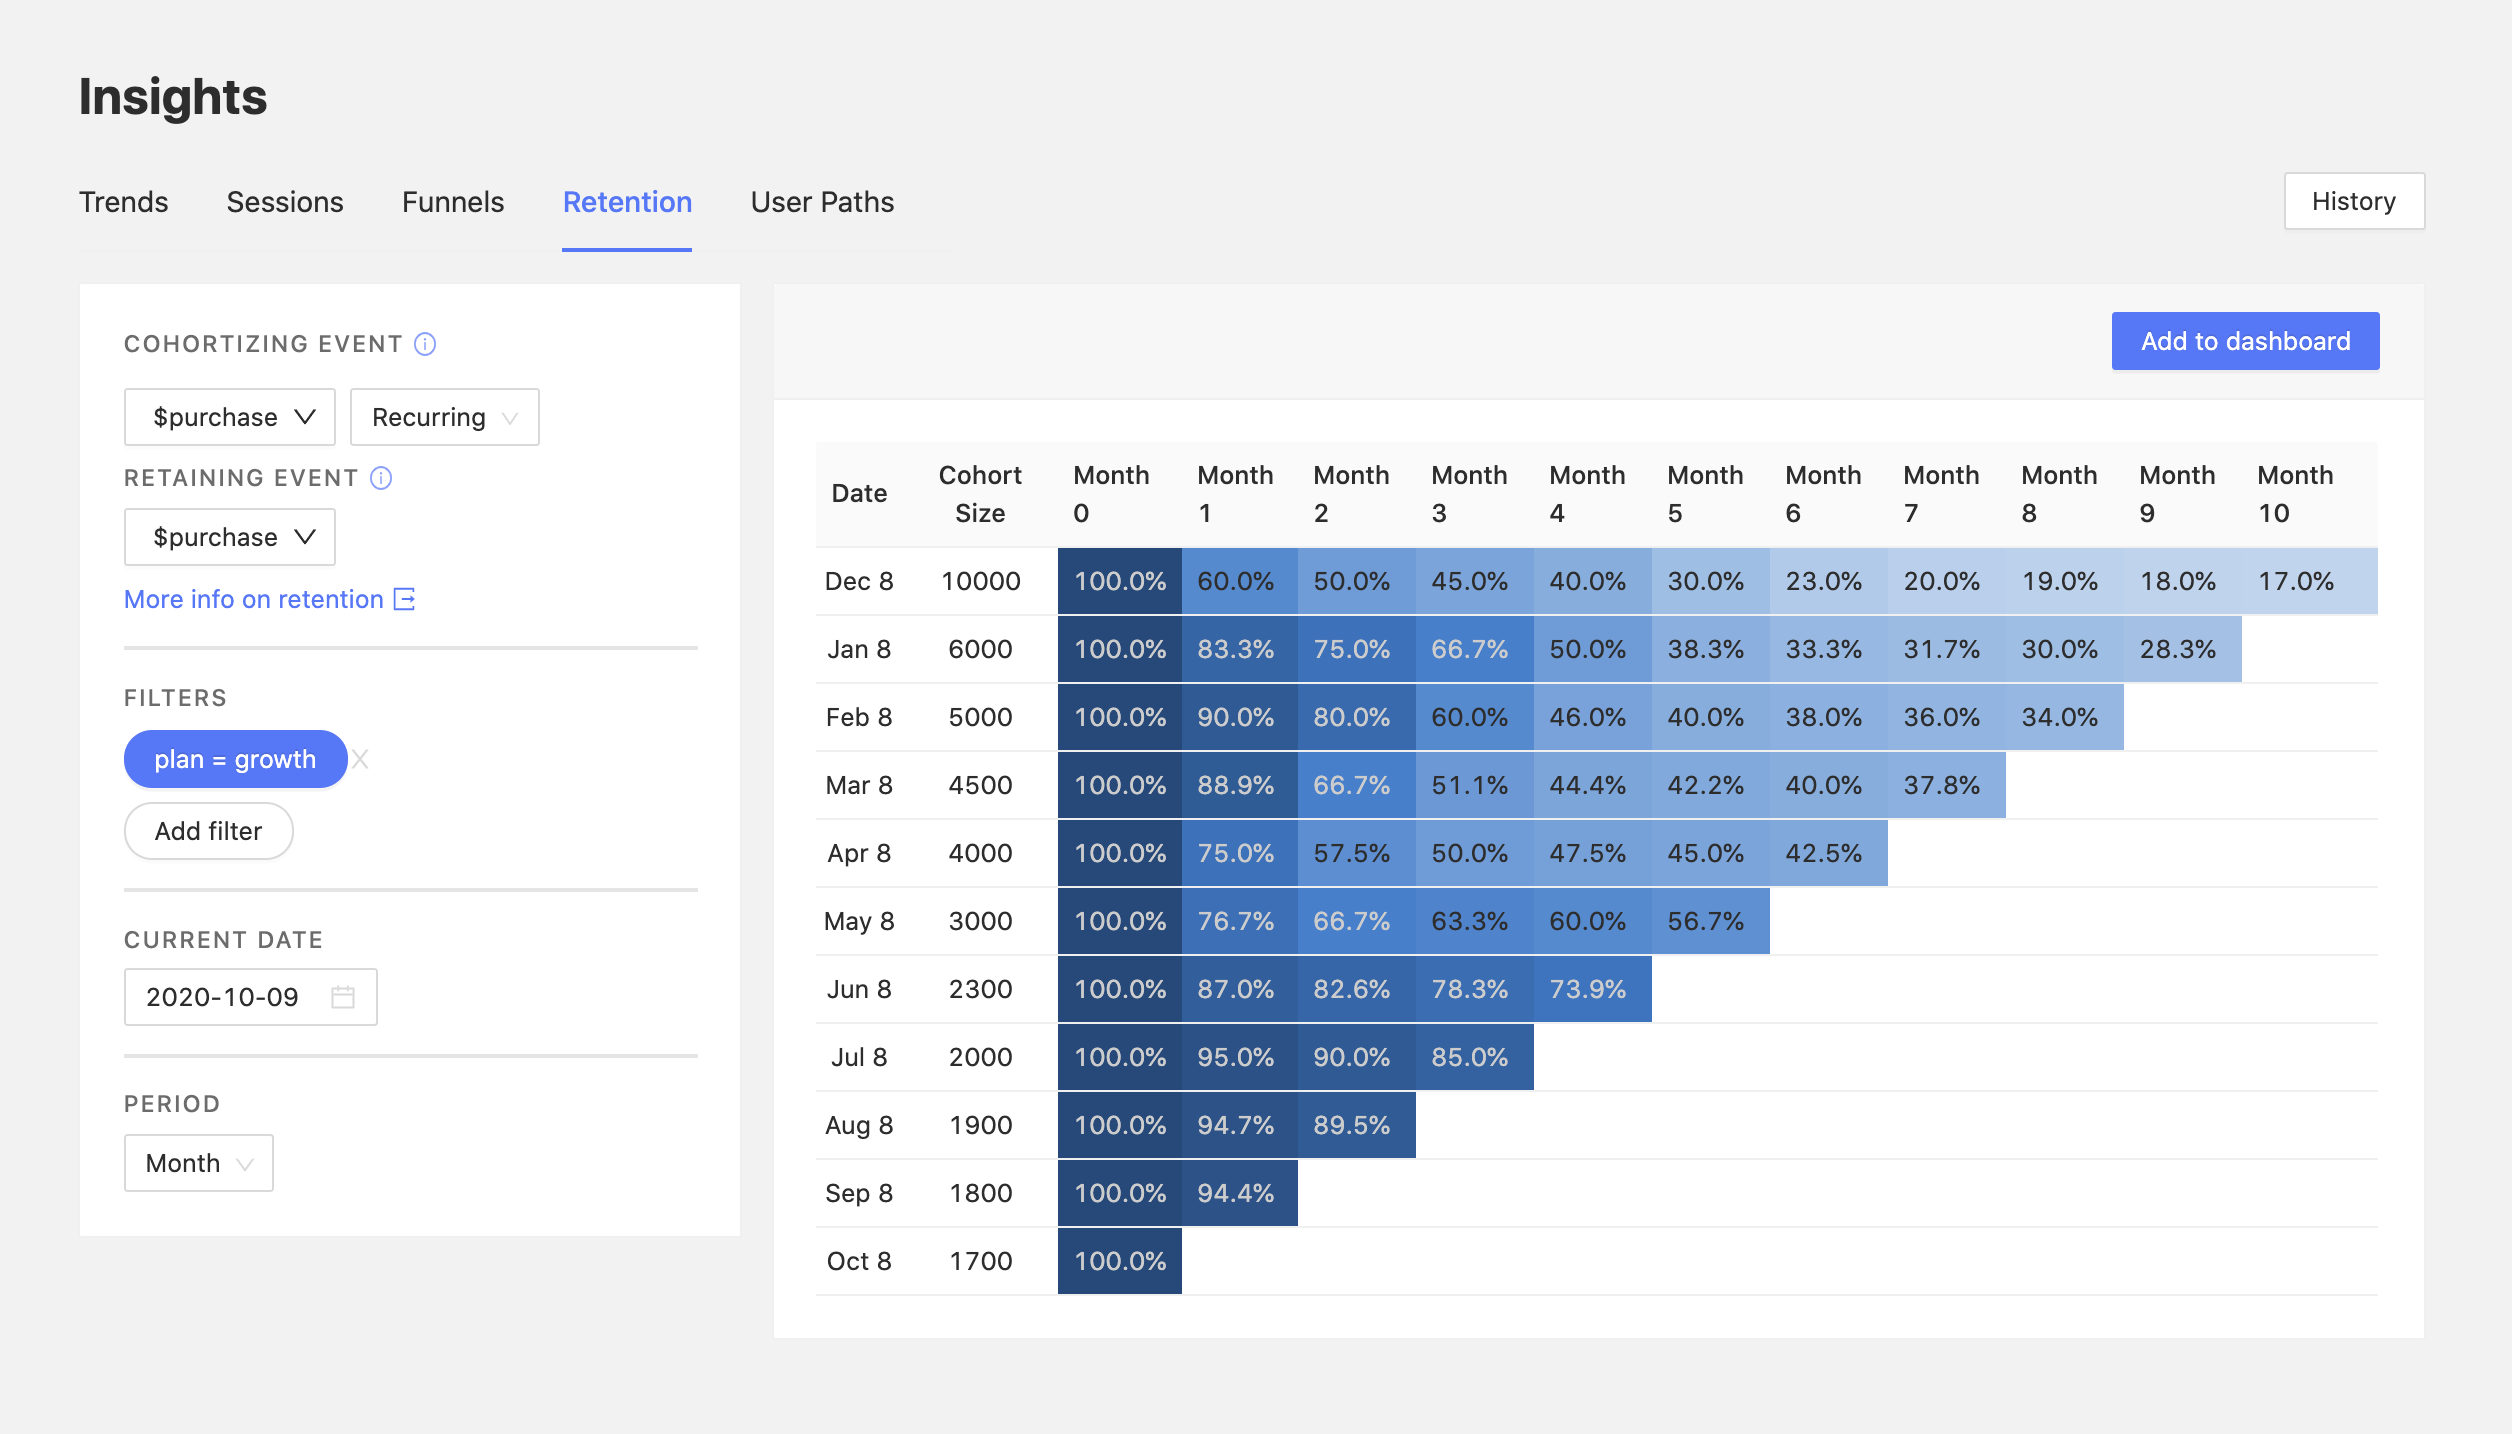 Insights
Trends Sessions Funnels Retention User Paths History
COHORTIZING EVENT
$purchase Recurring
RETAINING EVENT
$purchase
More info on retention
FILTERS
plan = growth X
Add filter
CURRENT DATE
2020-10-09
PERIOD
Month
Add to dashboard
Date Cohort Size Month 0 Month 1 Month 2 Month 3 Month 4 Month 5 Month 6 Month 7 Month 8 Month 9 Month 10
Dec 8 10000 100.0% 60.0% 50.0% 45.0% 40.0% 30.0% 23.0% 20.0% 19.0% 18.0% 17.0%
Jan 8 6000 100.0% 83.3% 75.0% 66.7% 50.0% 38.3% 33.3% 31.7% 30.0% 28.3%
Feb 8 5000 100.0% 90.0% 80.0% 60.0% 46.0% 40.0% 38.0% 36.0% 34.0%
Mar 8 4500 100.0% 88.9% 66.7% 51.1% 44.4% 42.2% 40.0% 37.8%
Apr 8 4000 100.0% 75.0% 57.5% 50.0% 47.5% 45.0% 42.5%
May 8 3000 100.0% 76.7% 66.7% 63.3% 60.0% 56.7%
Jun 8 2300 100.0% 87.0% 82.6% 78.3% 73.9%
Jul 8 2000 100.0% 95.0% 90.0% 85.0%
Aug 8 1900 100.0% 94.7% 89.5%
Sep 8 1800 100.0% 94.4%
Oct 8 1700 100.0%